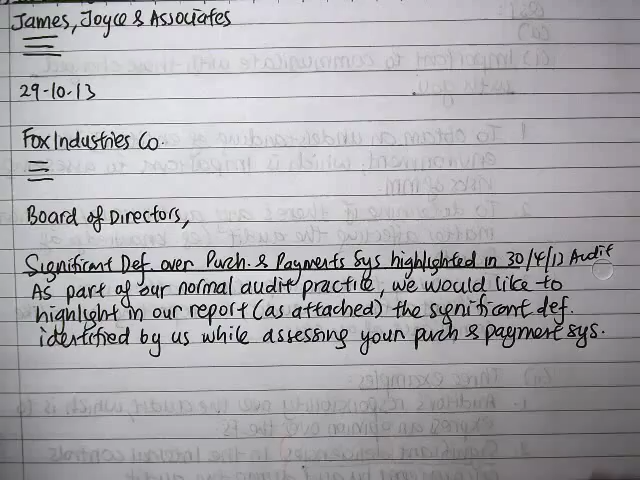 James, Joyce & Associates
29-10-13
Fox Industries Co.
Board of Directors,
Significant Def. over Purch. & Payments Sys highlighted in 30/4/13 Audit
As part of our normal audit practice, we would like to
highlight in our report (as attached) the significant def.
identified by us while assessing your purch & payment sys.